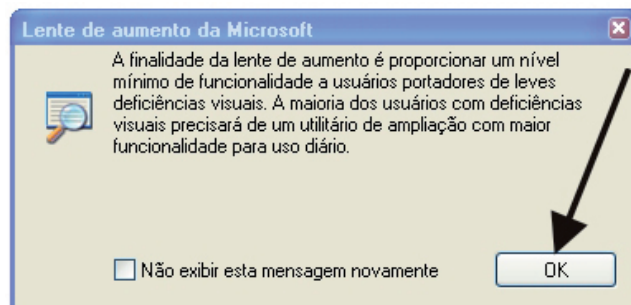 Lente de aumento da Microsoft
A finalidade da lente de aumento é proporcionar um nível
mínimo de funcionalidade a usuários portadores de leves
deficiências visuais. A maioria dos usuários com deficiências
visuais precisará de um utilitário de ampliação com maior
funcionalidade para uso diário.
Não exibir esta mensagem novamente
OK